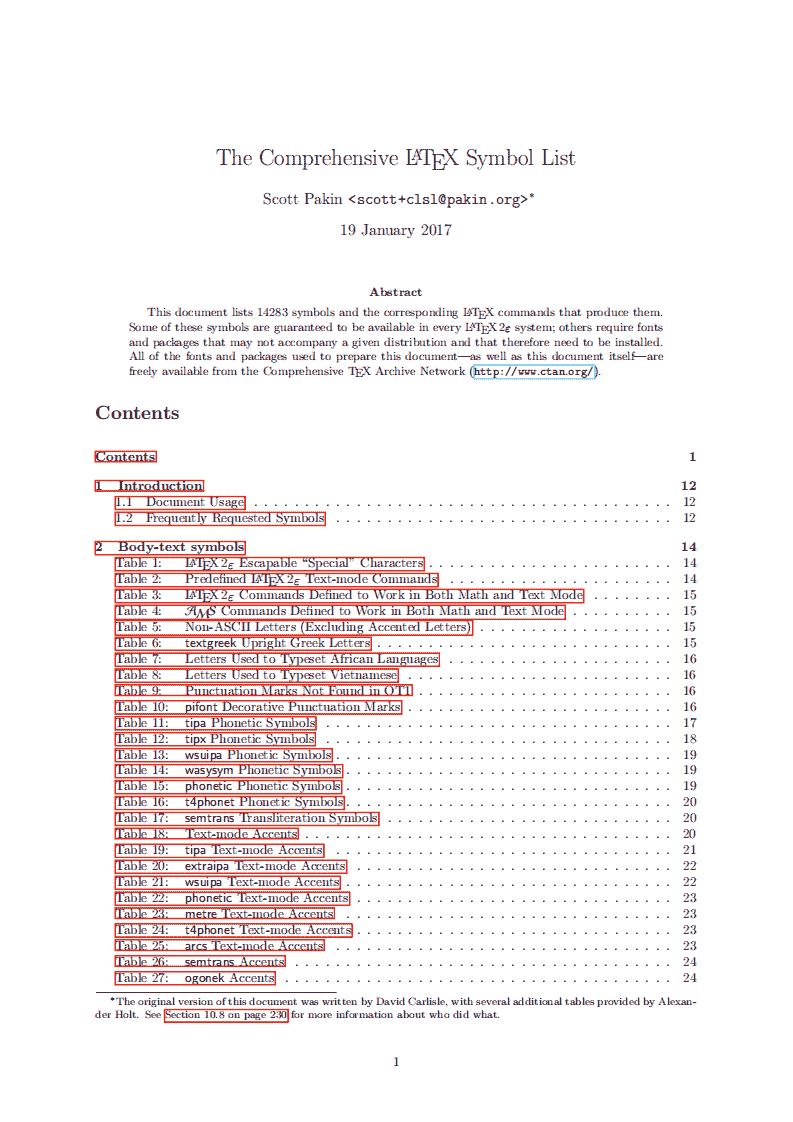 The Comprehensive LATEX Symbol List
Scott Pakin <scott+clsl@pakin.org>*
19 January 2017
Abstract
This document lists 14283 symbols and the corresponding LATEX commands that produce them.
Some of these symbols are guaranteed to be available in every LATEX 2ε system; others require fonts
and packages that may not accompany a given distribution and that therefore need to be installed.
All of the fonts and packages used to prepare this document—as well as this document itself—are
freely available from the Comprehensive TEX Archive Network (http://www.ctan.org/).
Contents
Contents 1
1 Introduction 12
1.1 Document Usage . . . . . . . . . . . . . . . . . . . . 12
1.2 Frequently Requested Symbols . . . . . . . . . . . . . . . . . . . . 12
2 Body-text symbols 14
Table 1: LATEX 2ε Escapable “Special” Characters . . . . . . . . . . . . . . . . . . . . 14
Table 2: Predefined LATEX 2ε Text-mode Commands . . . . . . . . . . . . . . . . . . . . 14
Table 3: LATEX 2ε Commands Defined to Work in Both Math and Text Mode . . . . . . . . 15
Table 4: AMS Commands Defined to Work in Both Math and Text Mode . . . . . . . . . 15
Table 5: Non-ASCII Letters (Excluding Accented Letters) . . . . . . . . . . . . . . . . . . . . 15
Table 6: textgreek Upright Greek Letters . . . . . . . . . . . . . . . . . . . . 15
Table 7: Letters Used to Typeset African Languages . . . . . . . . . . . . . . . . . . . . 16
Table 8: Letters Used to Typeset Vietnamese . . . . . . . . . . . . . . . . . . . . 16
Table 9: Punctuation Marks Not Found in OT1 . . . . . . . . . . . . . . . . . . . . 16
Table 10: pifont Decorative Punctuation Marks . . . . . . . . . . . . . . . . . . . . 16
Table 11: tipa Phonetic Symbols . . . . . . . . . . . . . . . . . . . . 17
Table 12: tipx Phonetic Symbols . . . . . . . . . . . . . . . . . . . . 18
Table 13: wsuipa Phonetic Symbols . . . . . . . . . . . . . . . . . . . . 19
Table 14: wasysym Phonetic Symbols . . . . . . . . . . . . . . . . . . . . 19
Table 15: phonetic Phonetic Symbols . . . . . . . . . . . . . . . . . . . . 19
Table 16: t4phonet Phonetic Symbols . . . . . . . . . . . . . . . . . . . . 20
Table 17: semtrans Transliteration Symbols . . . . . . . . . . . . . . . . . . . . 20
Table 18: Text-mode Accents . . . . . . . . . . . . . . . . . . . . 20
Table 19: tipa Text-mode Accents . . . . . . . . . . . . . . . . . . . . 21
Table 20: extraipa Text-mode Accents . . . . . . . . . . . . . . . . . . . . 22
Table 21: wsuipa Text-mode Accents . . . . . . . . . . . . . . . . . . . . 22
Table 22: phonetic Text-mode Accents . . . . . . . . . . . . . . . . . . . . 23
Table 23: metre Text-mode Accents . . . . . . . . . . . . . . . . . . . . 23
Table 24: t4phonet Text-mode Accents . . . . . . . . . . . . . . . . . . . . 23
Table 25: arcs Text-mode Accents . . . . . . . . . . . . . . . . . . . . 23
Table 26: semtrans Accents . . . . . . . . . . . . . . . . . . . . 24
Table 27: ogonek Accents . . . . . . . . . . . . . . . . . . . . 24
*The original version of this document was written by David Carlisle, with several additional tables provided by Alexan-
der Holt. See Section 10.8 on page 230 for more information about who did what.
1